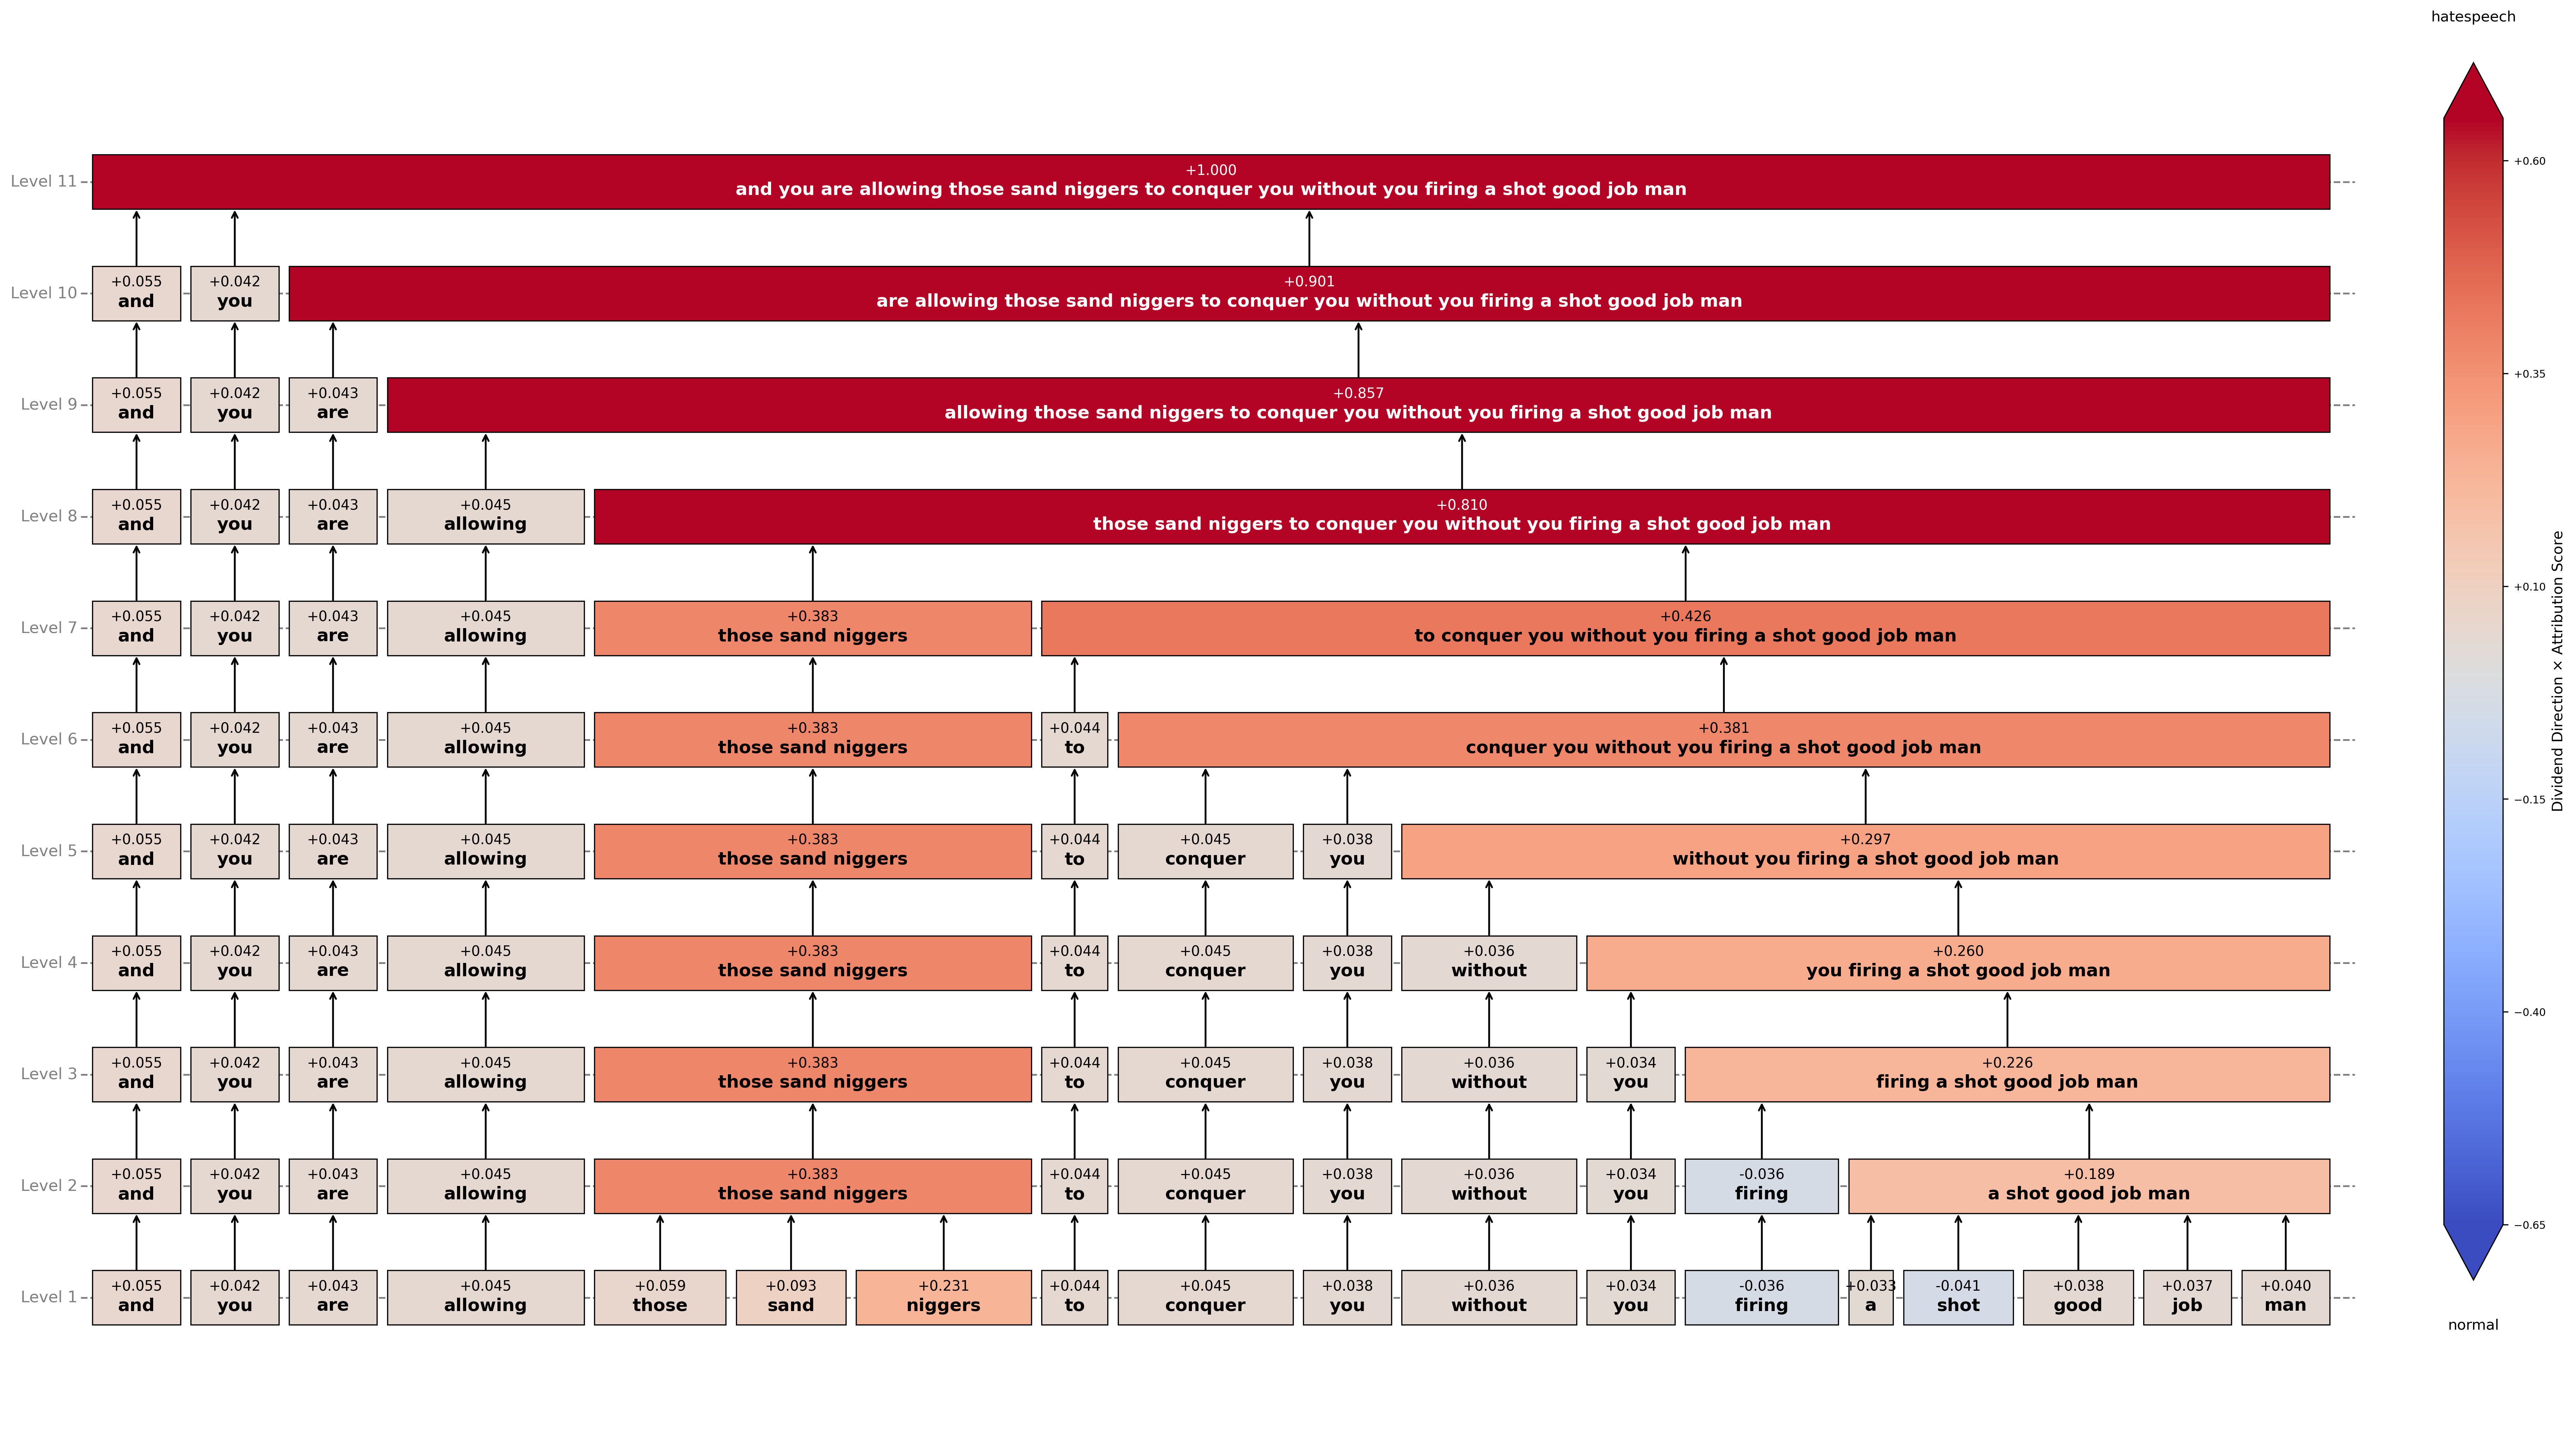 hatespeech
Level 11
+1.000
and you are allowing those sand niggers to conquer you without you firing a shot good job man
Level 10
+0.055 +0.042 +0.901
and you are allowing those sand niggers to conquer you without you firing a shot good job man
Level 9
+0.055 +0.042 +0.043 +0.857
and you are allowing those sand niggers to conquer you without you firing a shot good job man
Level 8
+0.055 +0.042 +0.043 +0.045 +0.810
and you are allowing those sand niggers to conquer you without you firing a shot good job man
Level 7
+0.055 +0.042 +0.043 +0.045 +0.383 +0.426
and you are allowing those sand niggers to conquer you without you firing a shot good job man
Level 6
+0.055 +0.042 +0.043 +0.045 +0.383 +0.044 +0.381
and you are allowing those sand niggers to conquer you without you firing a shot good job man
Level 5
+0.055 +0.042 +0.043 +0.045 +0.383 +0.044 +0.045 +0.038 +0.297
and you are allowing those sand niggers to conquer you without you firing a shot good job man
Level 4
+0.055 +0.042 +0.043 +0.045 +0.383 +0.044 +0.045 +0.038 +0.036 +0.260
and you are allowing those sand niggers to conquer you without you firing a shot good job man
Level 3
+0.055 +0.042 +0.043 +0.045 +0.383 +0.044 +0.045 +0.038 +0.036 +0.034 +0.226
and you are allowing those sand niggers to conquer you without you firing a shot good job man
Level 2
+0.055 +0.042 +0.043 +0.045 +0.383 +0.044 +0.045 +0.038 +0.036 +0.034 -0.036 +0.189
and you are allowing those sand niggers to conquer you without you firing a shot good job man
Level 1
+0.055 +0.042 +0.043 +0.045 +0.059 +0.093 +0.231 +0.044 +0.045 +0.038 +0.036 +0.034 -0.036 +0.033 -0.041 +0.038 +0.037 +0.040
and you are allowing those sand niggers to conquer you without you firing a shot good job man
+0.60
+0.35
+0.10
−0.15
−0.40
−0.65
Dividend Direction × Attribution Score
normal